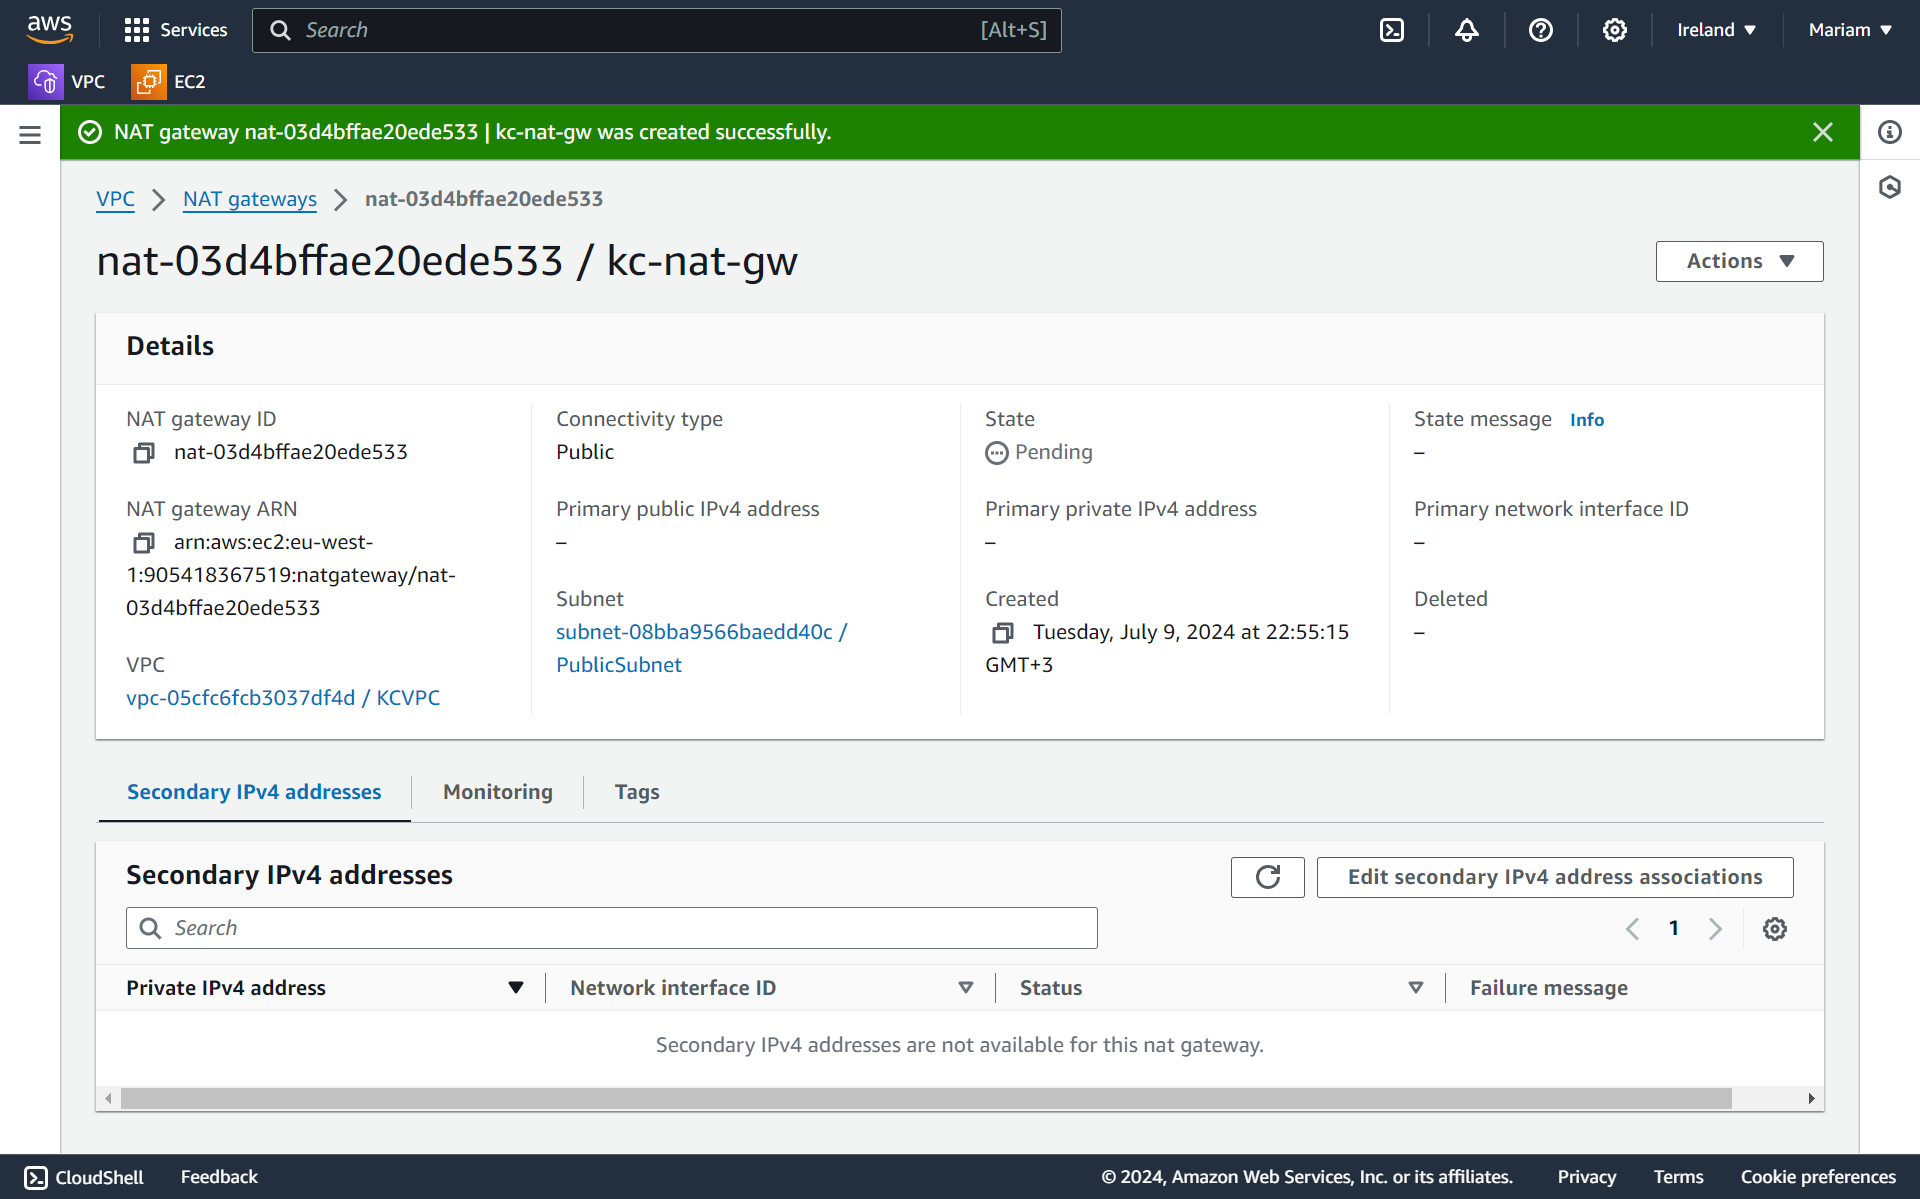 aws
Services
Search
[Alt+S]
Ireland ▼
Mariam ▼
VPC
EC2
NAT gateway nat-03d4bffae20ede533 | kc-nat-gw was created successfully.
VPC
NAT gateways
nat-03d4bffae20ede533
nat-03d4bffae20ede533 / kc-nat-gw
Actions ▼
Details
NAT gateway ID
nat-03d4bffae20ede533
Connectivity type
Public
State
Pending
State message Info
–
NAT gateway ARN
arn:aws:ec2:eu-west-
1:905418367519:natgateway/nat-
03d4bffae20ede533
Primary public IPv4 address
–
Primary private IPv4 address
–
Primary network interface ID
–
VPC
vpc-05cfc6fcb3037df4d / KCVPC
Subnet
subnet-08bba9566baedd40c /
PublicSubnet
Created
Tuesday, July 9, 2024 at 22:55:15
GMT+3
Deleted
–
Secondary IPv4 addresses
Monitoring
Tags
Secondary IPv4 addresses
Edit secondary IPv4 address associations
Search
1
Private IPv4 address
Network interface ID
Status
Failure message
Secondary IPv4 addresses are not available for this nat gateway.
CloudShell
Feedback
© 2024, Amazon Web Services, Inc. or its affiliates.
Privacy
Terms
Cookie preferences